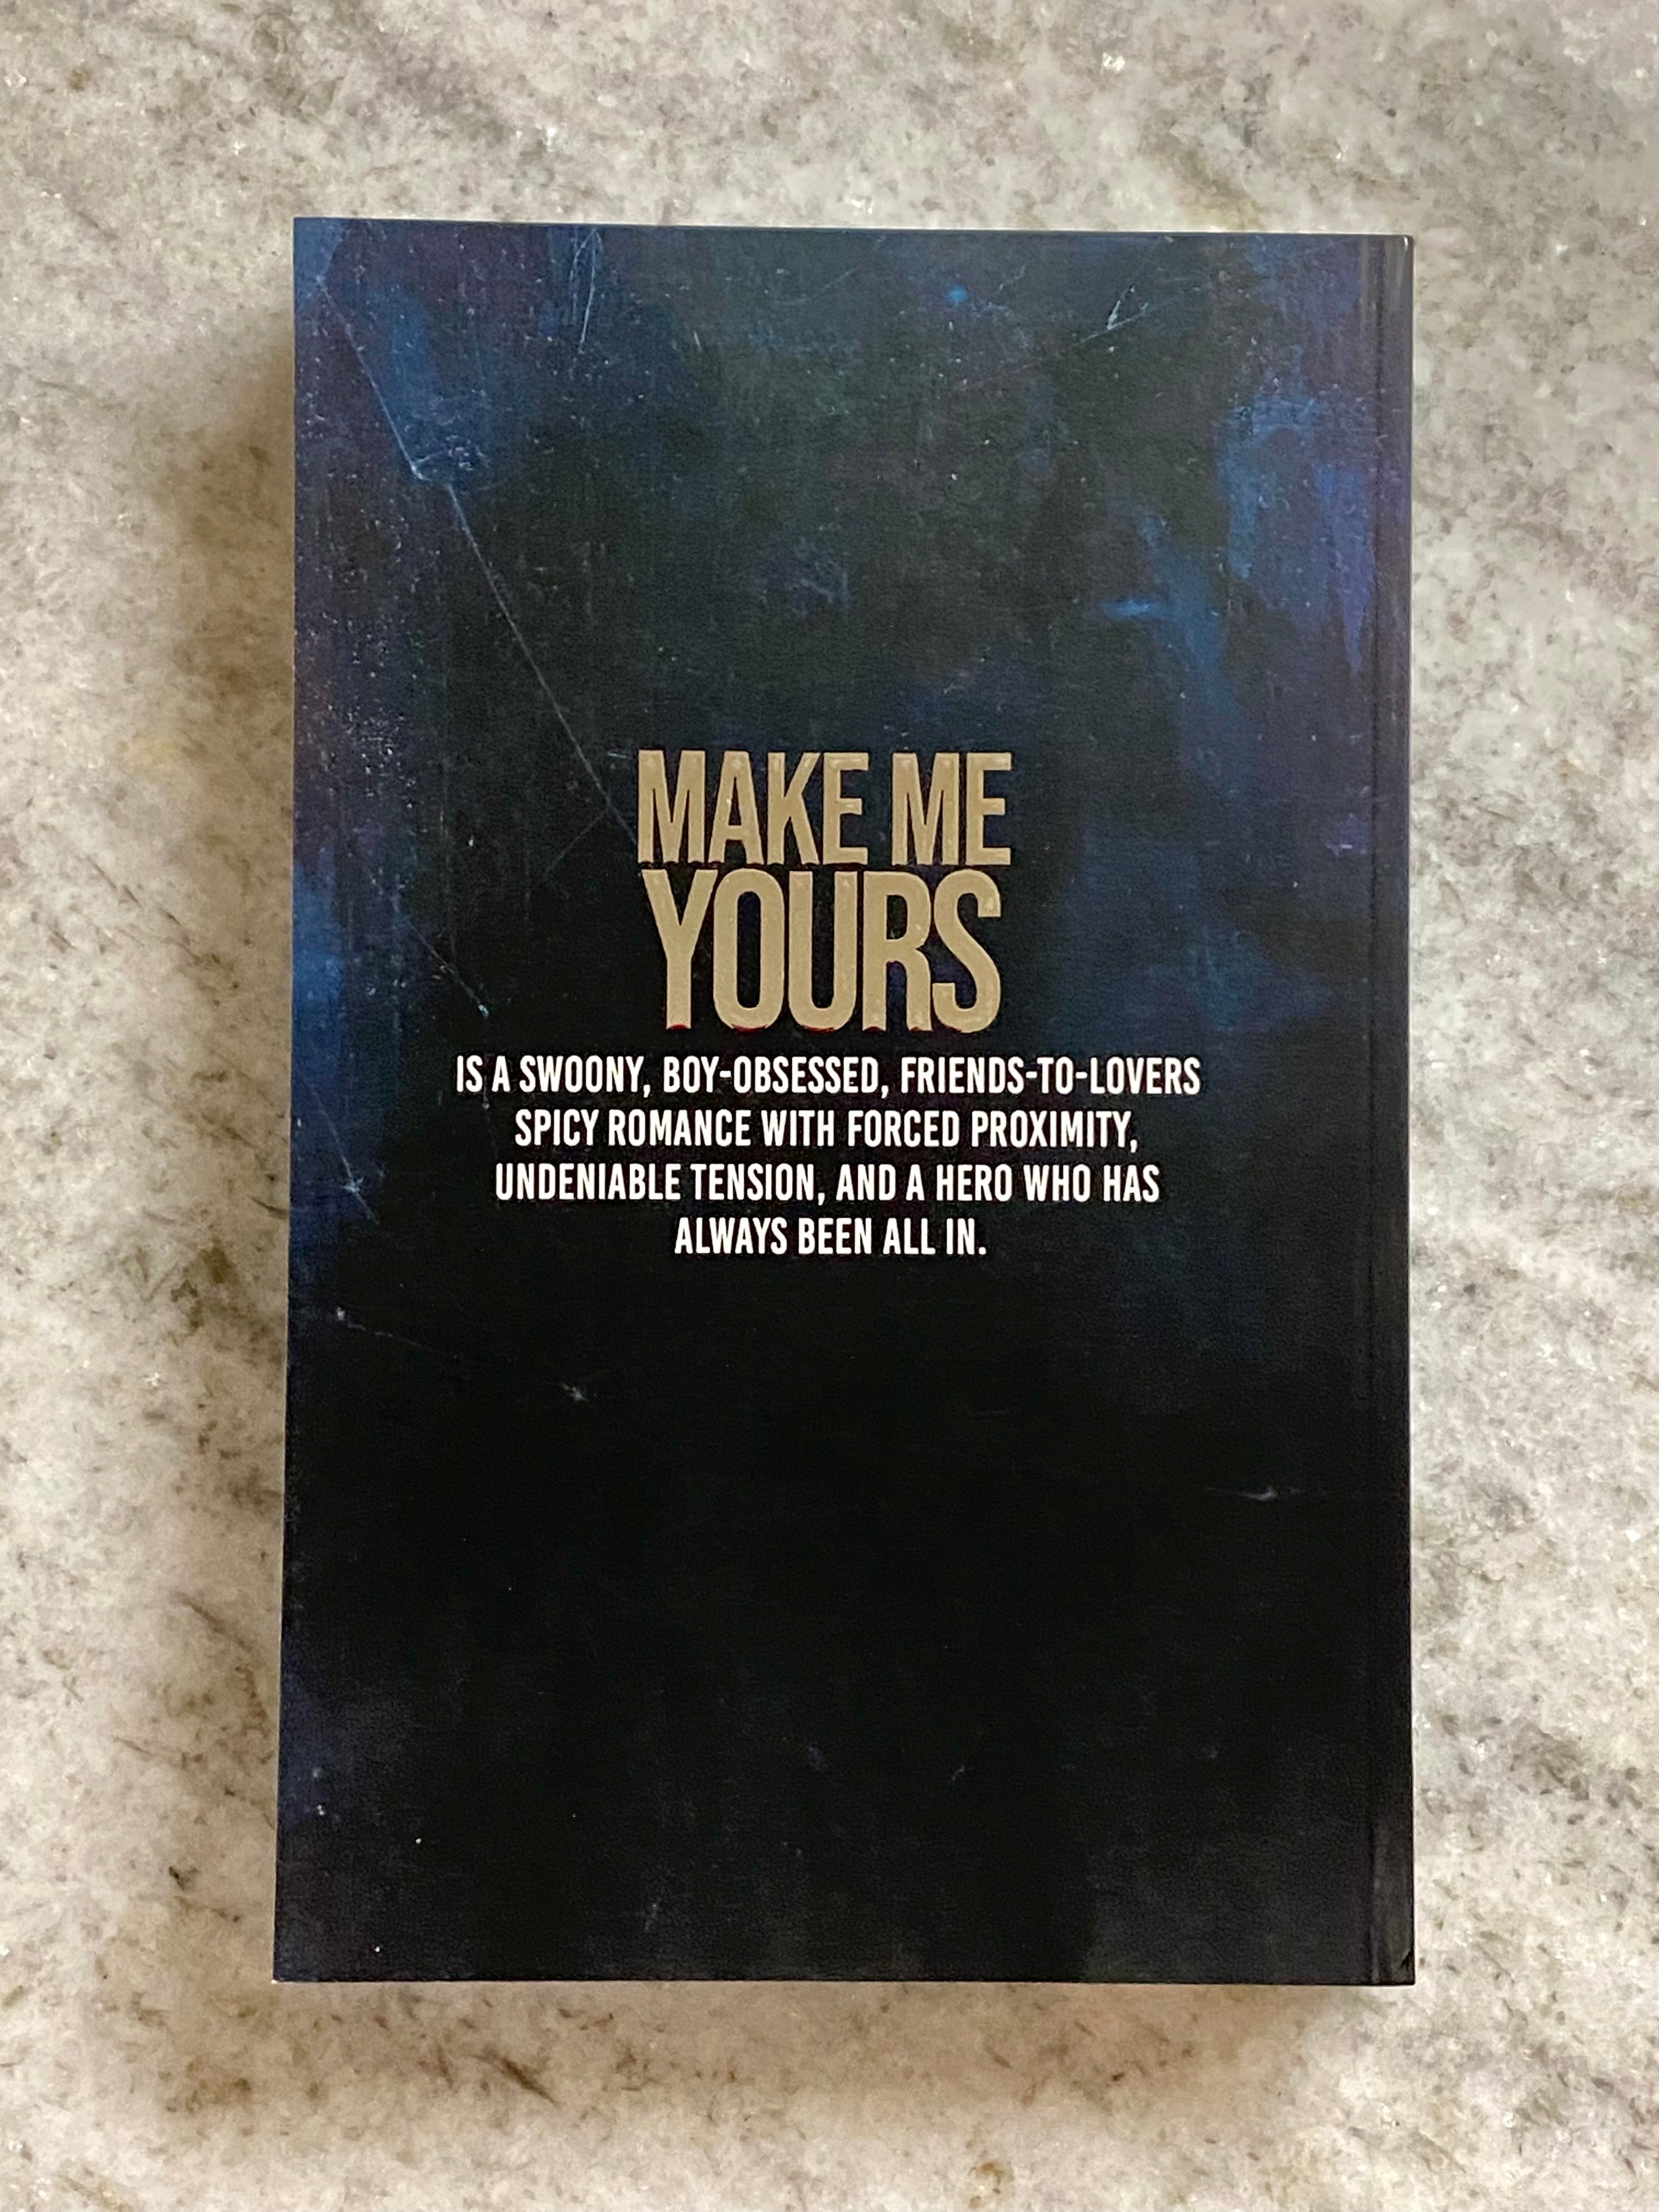 MAKE ME
YOURS
IS A SWOONY, BOY-OBSESSED, FRIENDS-TO-LOVERS
SPICY ROMANCE WITH FORCED PROXIMITY,
UNDENIABLE TENSION, AND A HERO WHO HAS
ALWAYS BEEN ALL IN.